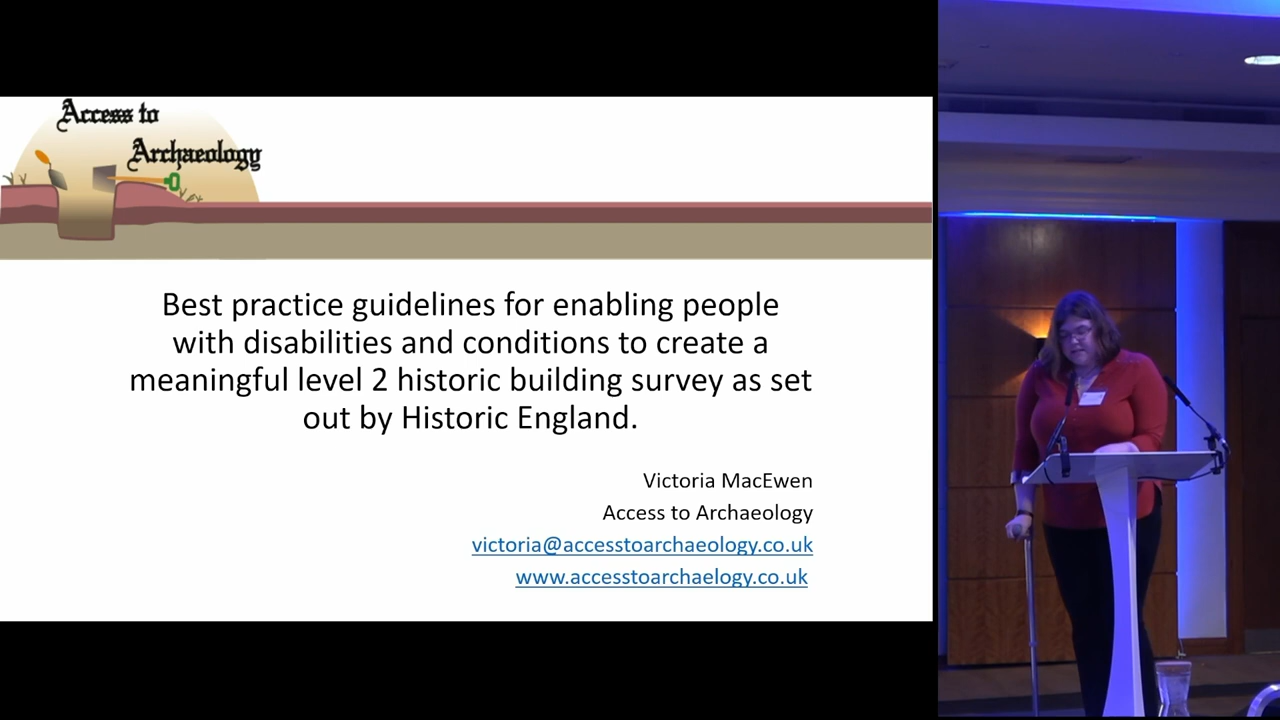 Access to
Archaeology
Best practice guidelines for enabling people
with disabilities and conditions to create a
meaningful level 2 historic building survey as set
out by Historic England.
Victoria MacEwen
Access to Archaeology
victoria@accesstoarchaeology.co.uk
www.accesstoarchaelogy.co.uk